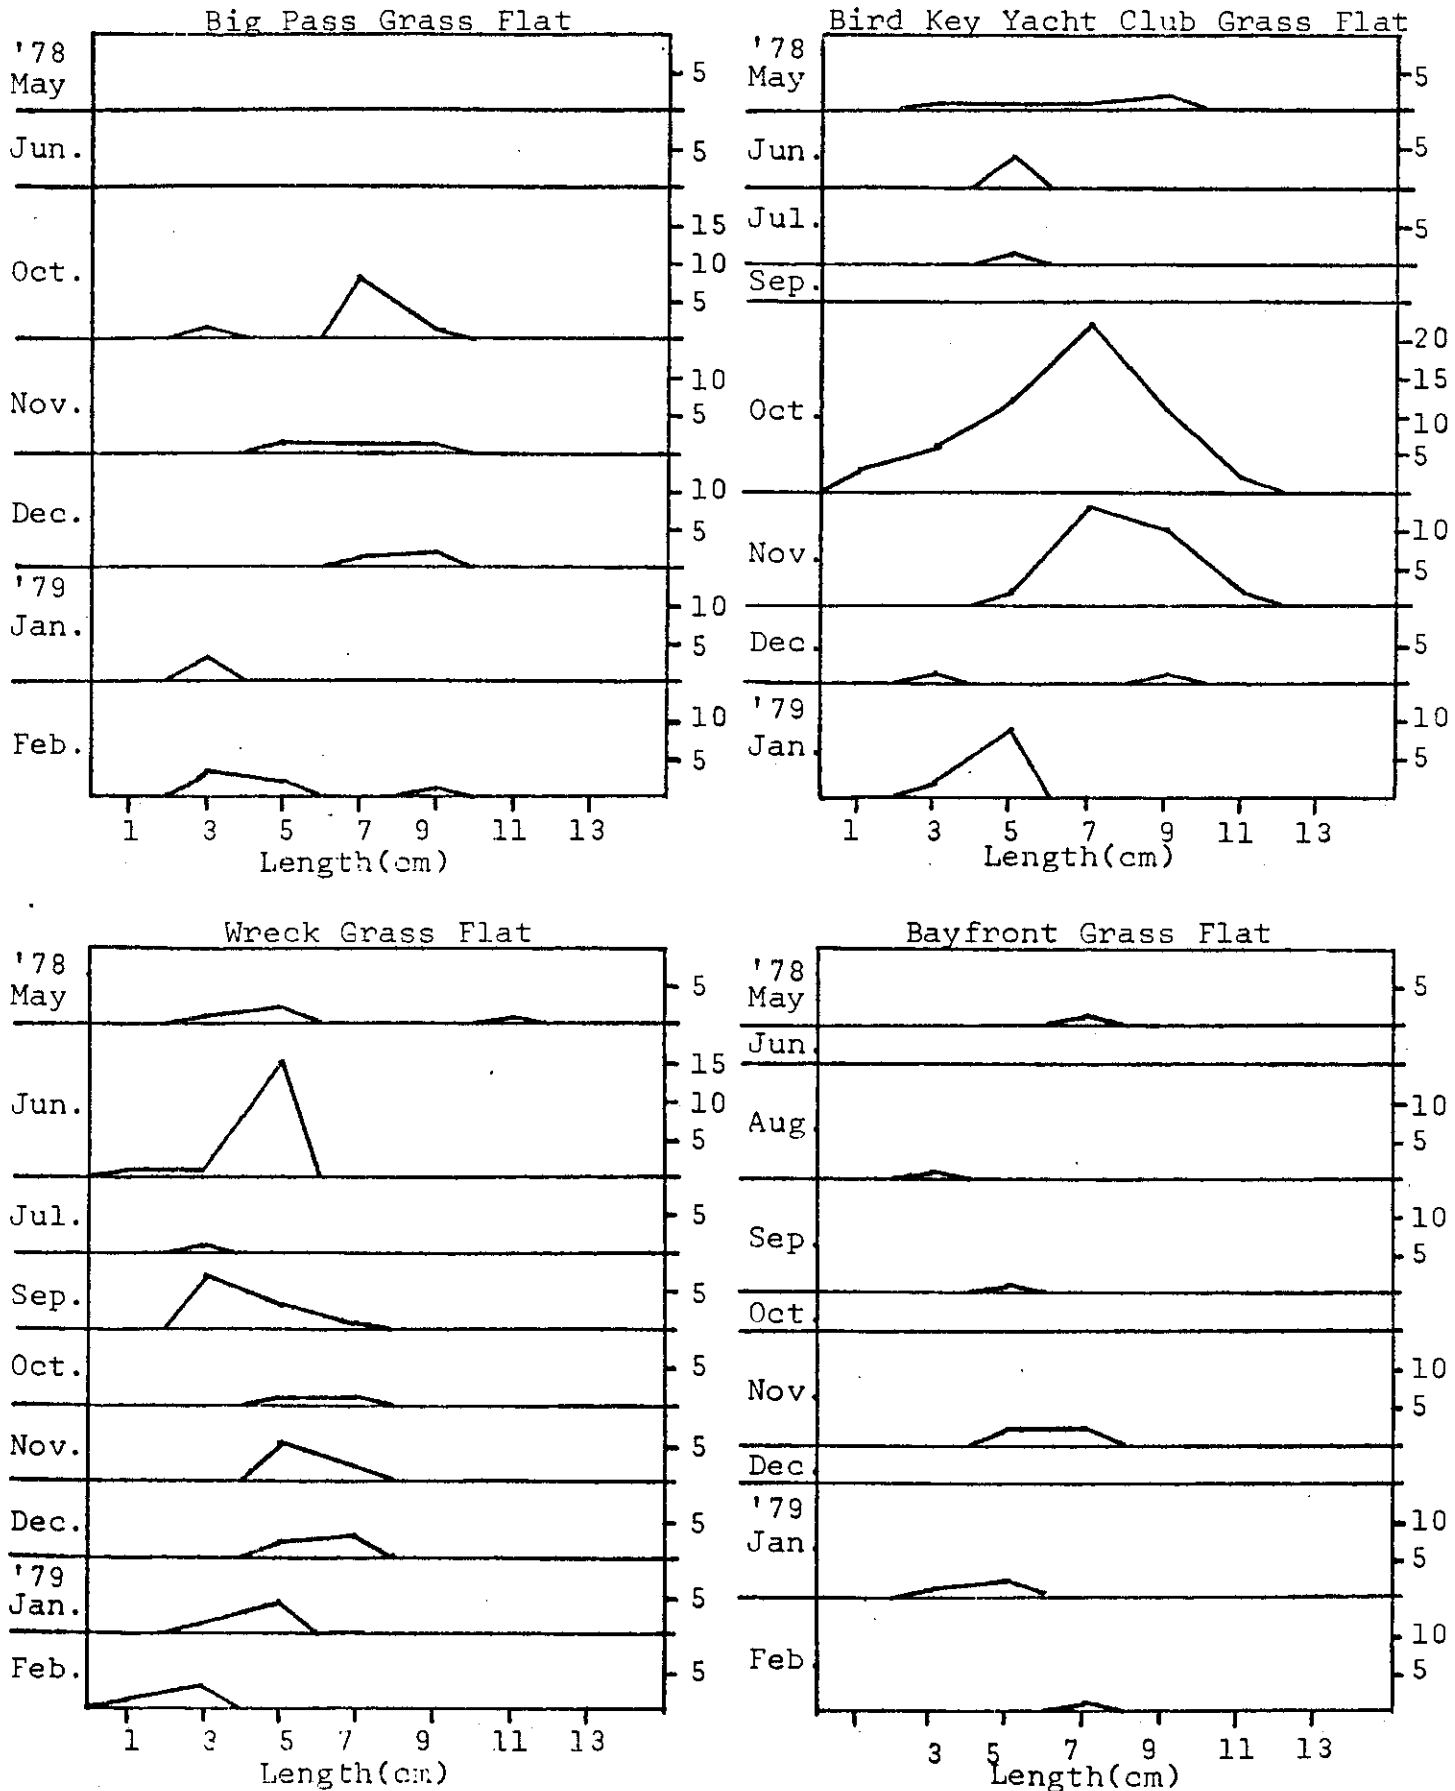 Big Pass Grass Flat
'78
May
5
Jun.
5
15
Oct.
10
5
10
Nov.
5
10
Dec.
5
'79
10
Jan.
5
10
Feb.
5
1 3 5 7 9 11 13
Length(cm)
Bird Key Yacht Club Grass Flat
'78
May
5
Jun.
5
Jul.
5
Sep.
20
15
Oct.
10
5
10
Nov.
5
Dec.
5
'79
10
Jan.
5
1 3 5 7 9 11 13
Length(cm)
Wreck Grass Flat
'78
May
5
15
Jun.
10
5
Jul.
5
Sep.
5
Oct.
5
Nov.
5
Dec.
5
'79
Jan.
5
Feb.
5
1 3 5 7 9 11 13
Length(cm)
Bayfront Grass Flat
'78
May
5
Jun.
10
Aug.
5
10
Sep.
5
Oct.
10
Nov.
5
Dec.
'79
10
Jan
5
10
Feb.
5
3 5 7 9 11 13
Length(cm)